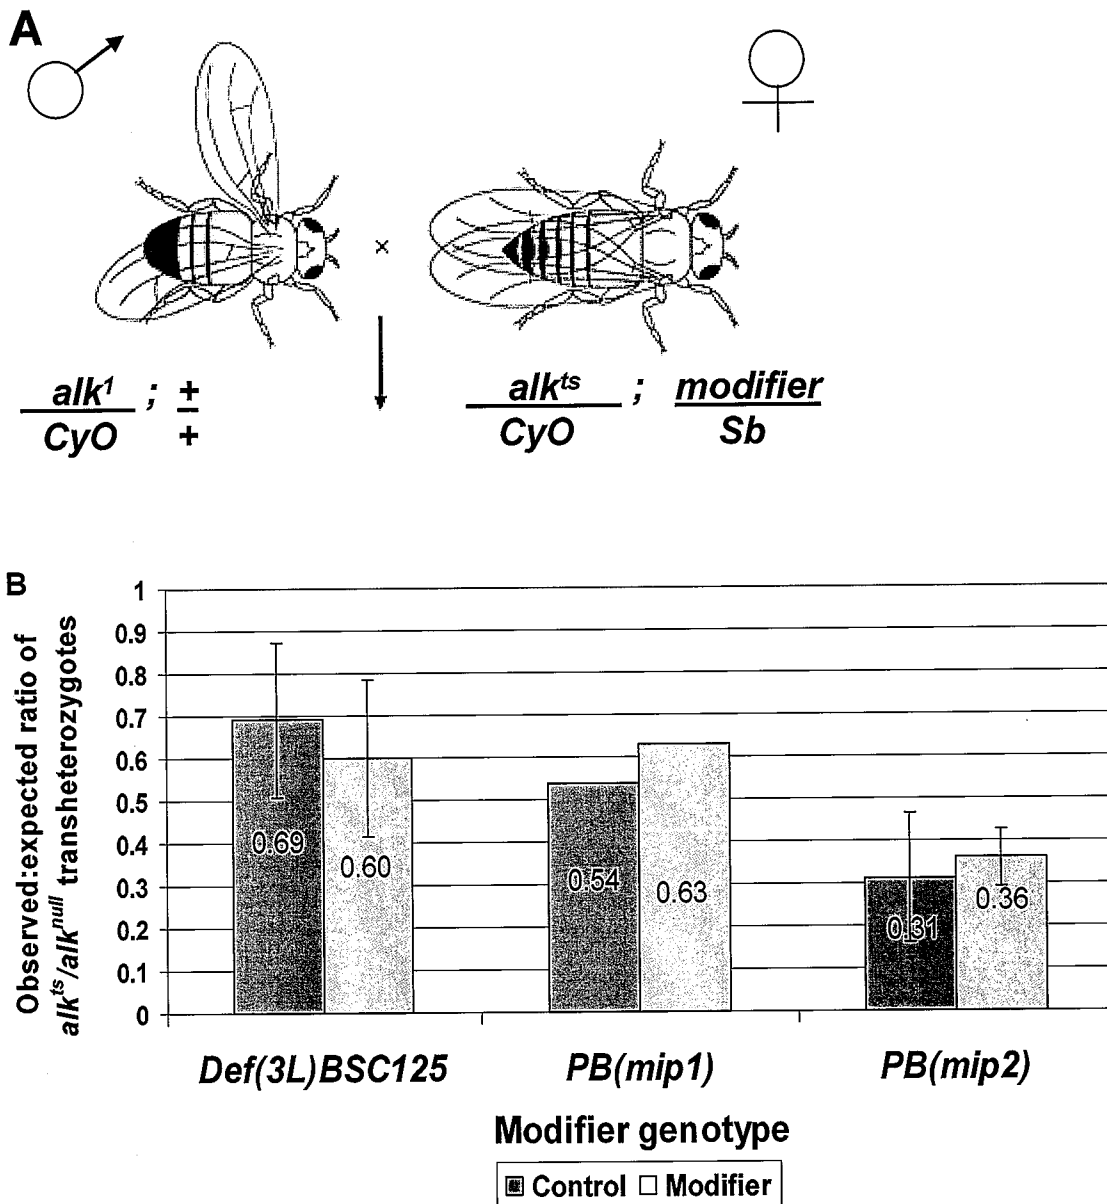 A
×
alk¹ ; +
CyO +
alkᵗˢ ; modifier
CyO Sb
B
Observed:expected ratio of
alkᵗˢ/alkⁿᵘˡˡ transheterozygotes
1
0.9
0.8
0.7
0.6
0.5
0.4
0.3
0.2
0.1
0
0.69
0.60
0.54
0.63
0.31
0.36
Def(3L)BSC125
PB(mip1)
PB(mip2)
Modifier genotype
Control Modifier